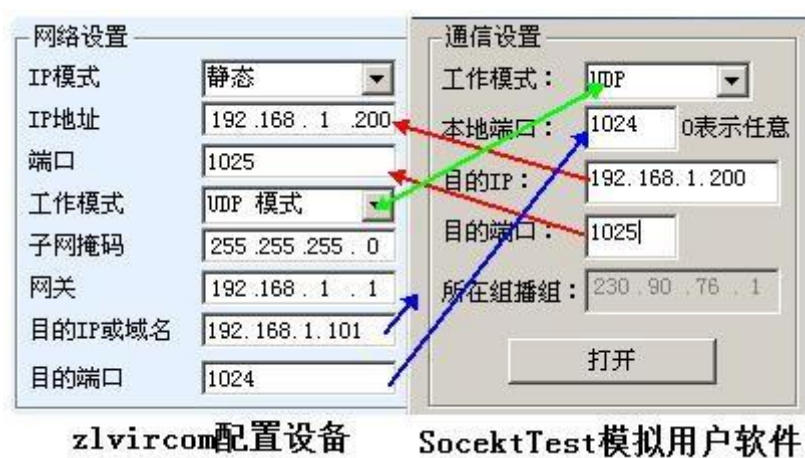 网络设置
IP模式 静态
IP地址 192 .168 . 1 .200
端口 1025
工作模式 UDP 模式
子网掩码 255 .255 .255 . 0
网关 192 .168 . 1 . 1
目的IP或域名 192.168.1.101
目的端口 1024
zlvircom配置设备
通信设置
工作模式： UDP
本地端口： 1024 0表示任意
目的IP： 192.168.1.200
目的端口： 1025
所在组播组： 230 .90 .76 . 1
打开
SocektTest模拟用户软件